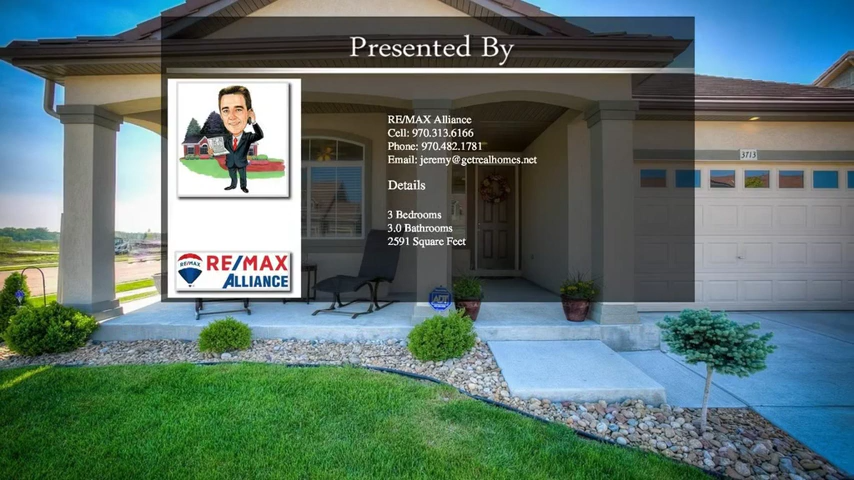 Presented By
RE/MAX Alliance
Cell: 970.313.6166
Phone: 970.482.1781
Email: jeremy@getrealhomes.net
Details
3 Bedrooms
3.0 Bathrooms
2591 Square Feet
RE/MAX
RE/MAX
ALLIANCE
3713
ADT